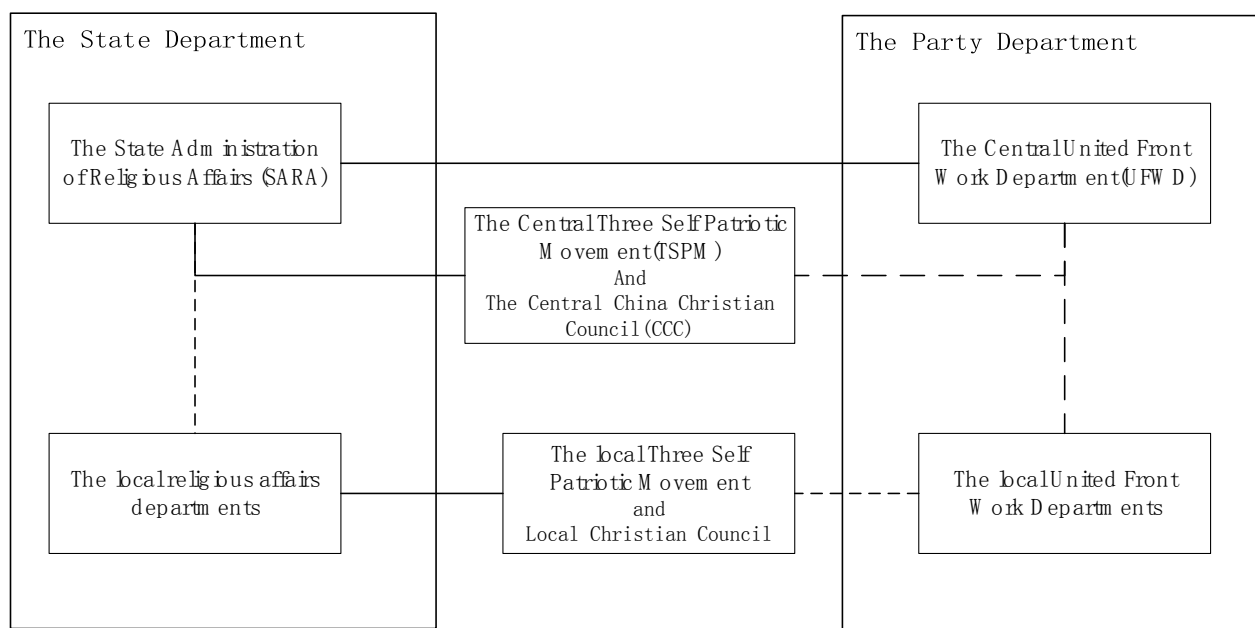 The State Department
The Party Department
The State Administration
of Religious Affairs (SARA)
The Central United Front
Work Department(UFWD)
The Central Three Self Patriotic
Movement(TSPM)
And
The Central China Christian
Council(CCC)
The local religious affairs
departments
The local Three Self
Patriotic Movement
and
Local Christian Council
The local United Front
Work Departments